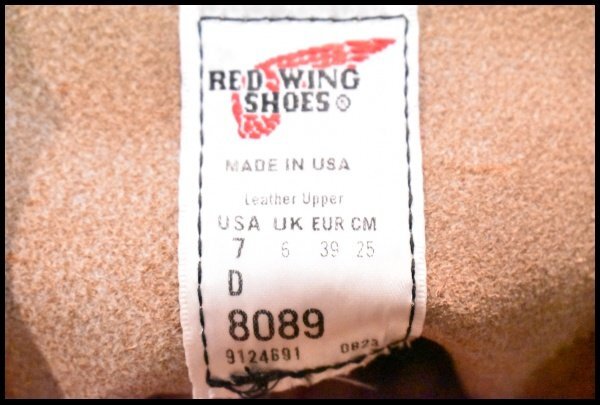 RED WING
SHOES ®
MADE IN USA
Leather Upper
USA UK EUR CM
7 6 39 25
D
8089
9124691 0823